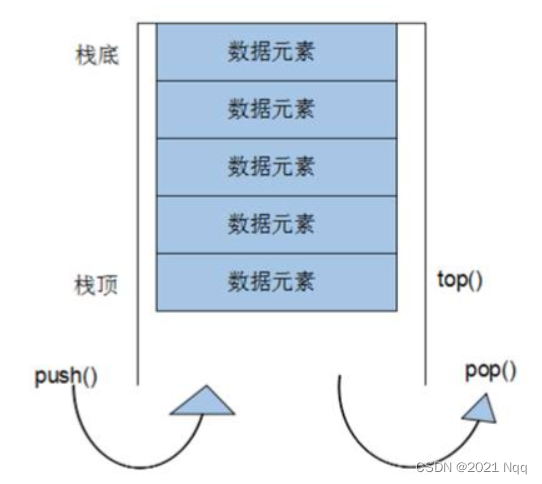 栈底 数据元素
数据元素
数据元素
数据元素
栈顶 数据元素 top()
push() pop()
CSDN @2021 Nqq